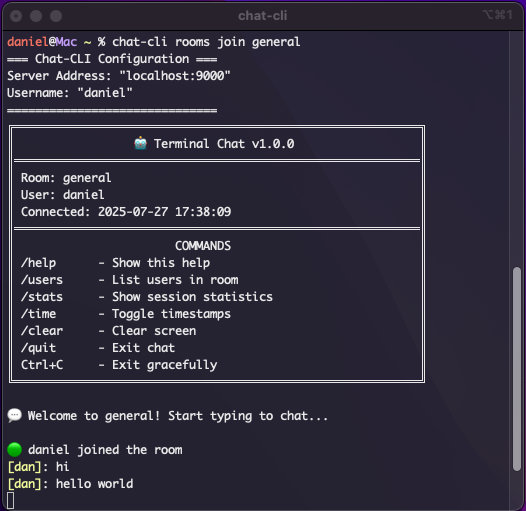 chat-cli
⌥⌘1
daniel@Mac ~ % chat-cli rooms join general
=== Chat-CLI Configuration ===
Server Address: "localhost:9000"
Username: "daniel"
==============================
🤖 Terminal Chat v1.0.0
Room: general
User: daniel
Connected: 2025-07-27 17:38:09
COMMANDS
/help - Show this help
/users - List users in room
/stats - Show session statistics
/time - Toggle timestamps
/clear - Clear screen
/quit - Exit chat
Ctrl+C - Exit gracefully
💬 Welcome to general! Start typing to chat...
🟢 daniel joined the room
[dan]: hi
[dan]: hello world